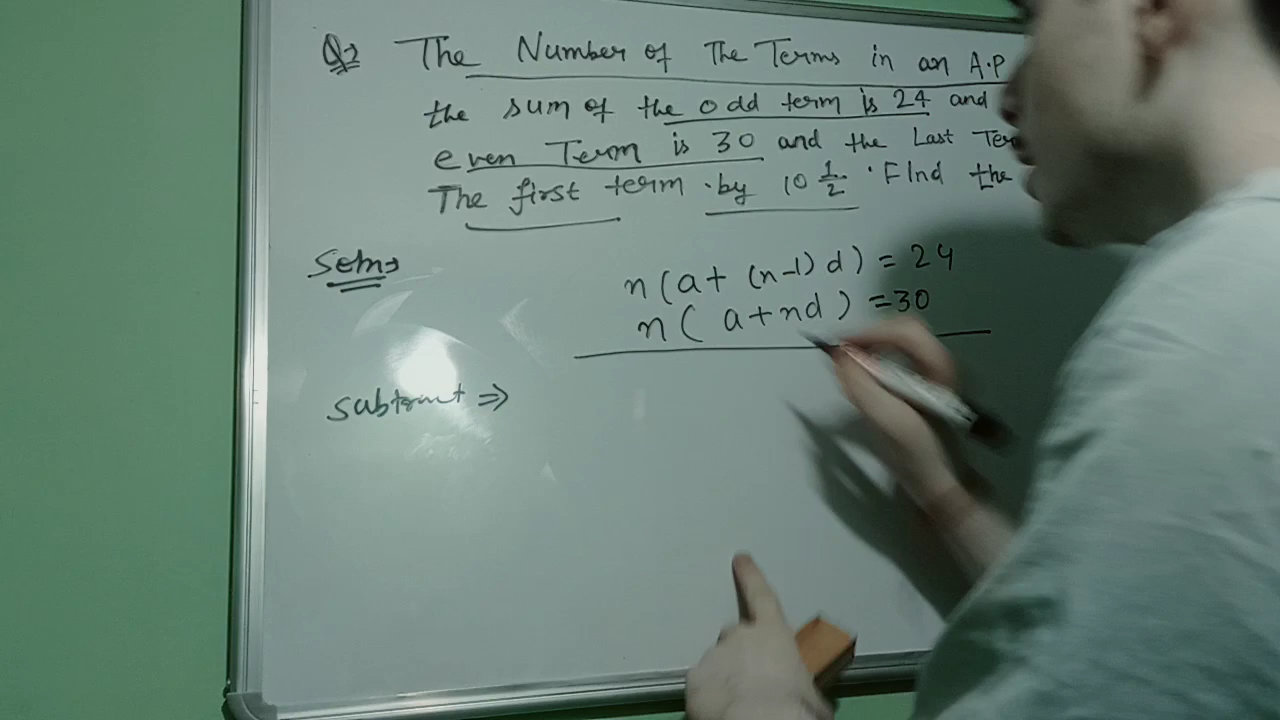 Q2 The Number of The Terms in an A.P
the sum of the odd term is 24 and
even Term is 30 and the Last Ter
The first term . by 10 1/2 . FInd the
Soln
n(a+ (n-1)d) = 24
n( a+nd) =30
subtract ⇒